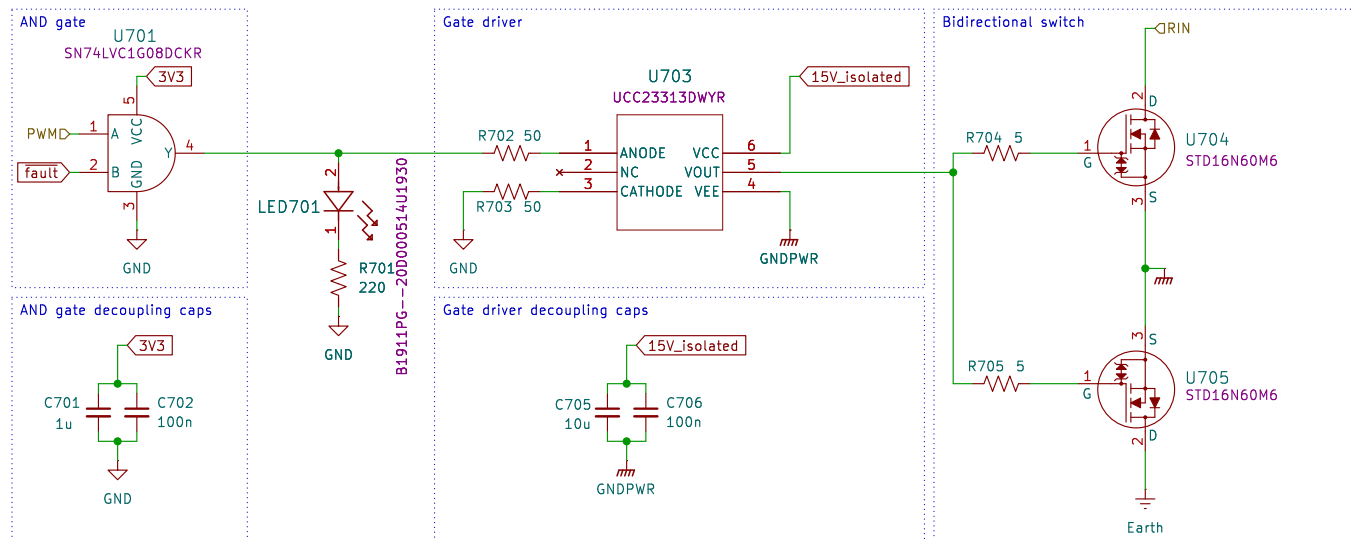 AND gate
U701
SN74LVC1G08DCKR
3V3
5
PWM
1
A
VCC
Y
4
fault
2
B
GND
3
GND
2
LED701
1
B1911PG--20D000514U1930
R701
220
GND
Gate driver
U703
UCC23313DWYR
15V_isolated
R702 50
1
ANODE
VCC
6
2
NC
VOUT
5
3
CATHODE
VEE
4
R703 50
GND
GNDPWR
Bidirectional switch
RIN
2
D
R704 5
1
G
U704
STD16N60M6
3
S
3
S
R705 5
1
G
U705
STD16N60M6
2
D
Earth
AND gate decoupling caps
3V3
C701
1u
C702
100n
GND
Gate driver decoupling caps
15V_isolated
C705
10u
C706
100n
GNDPWR